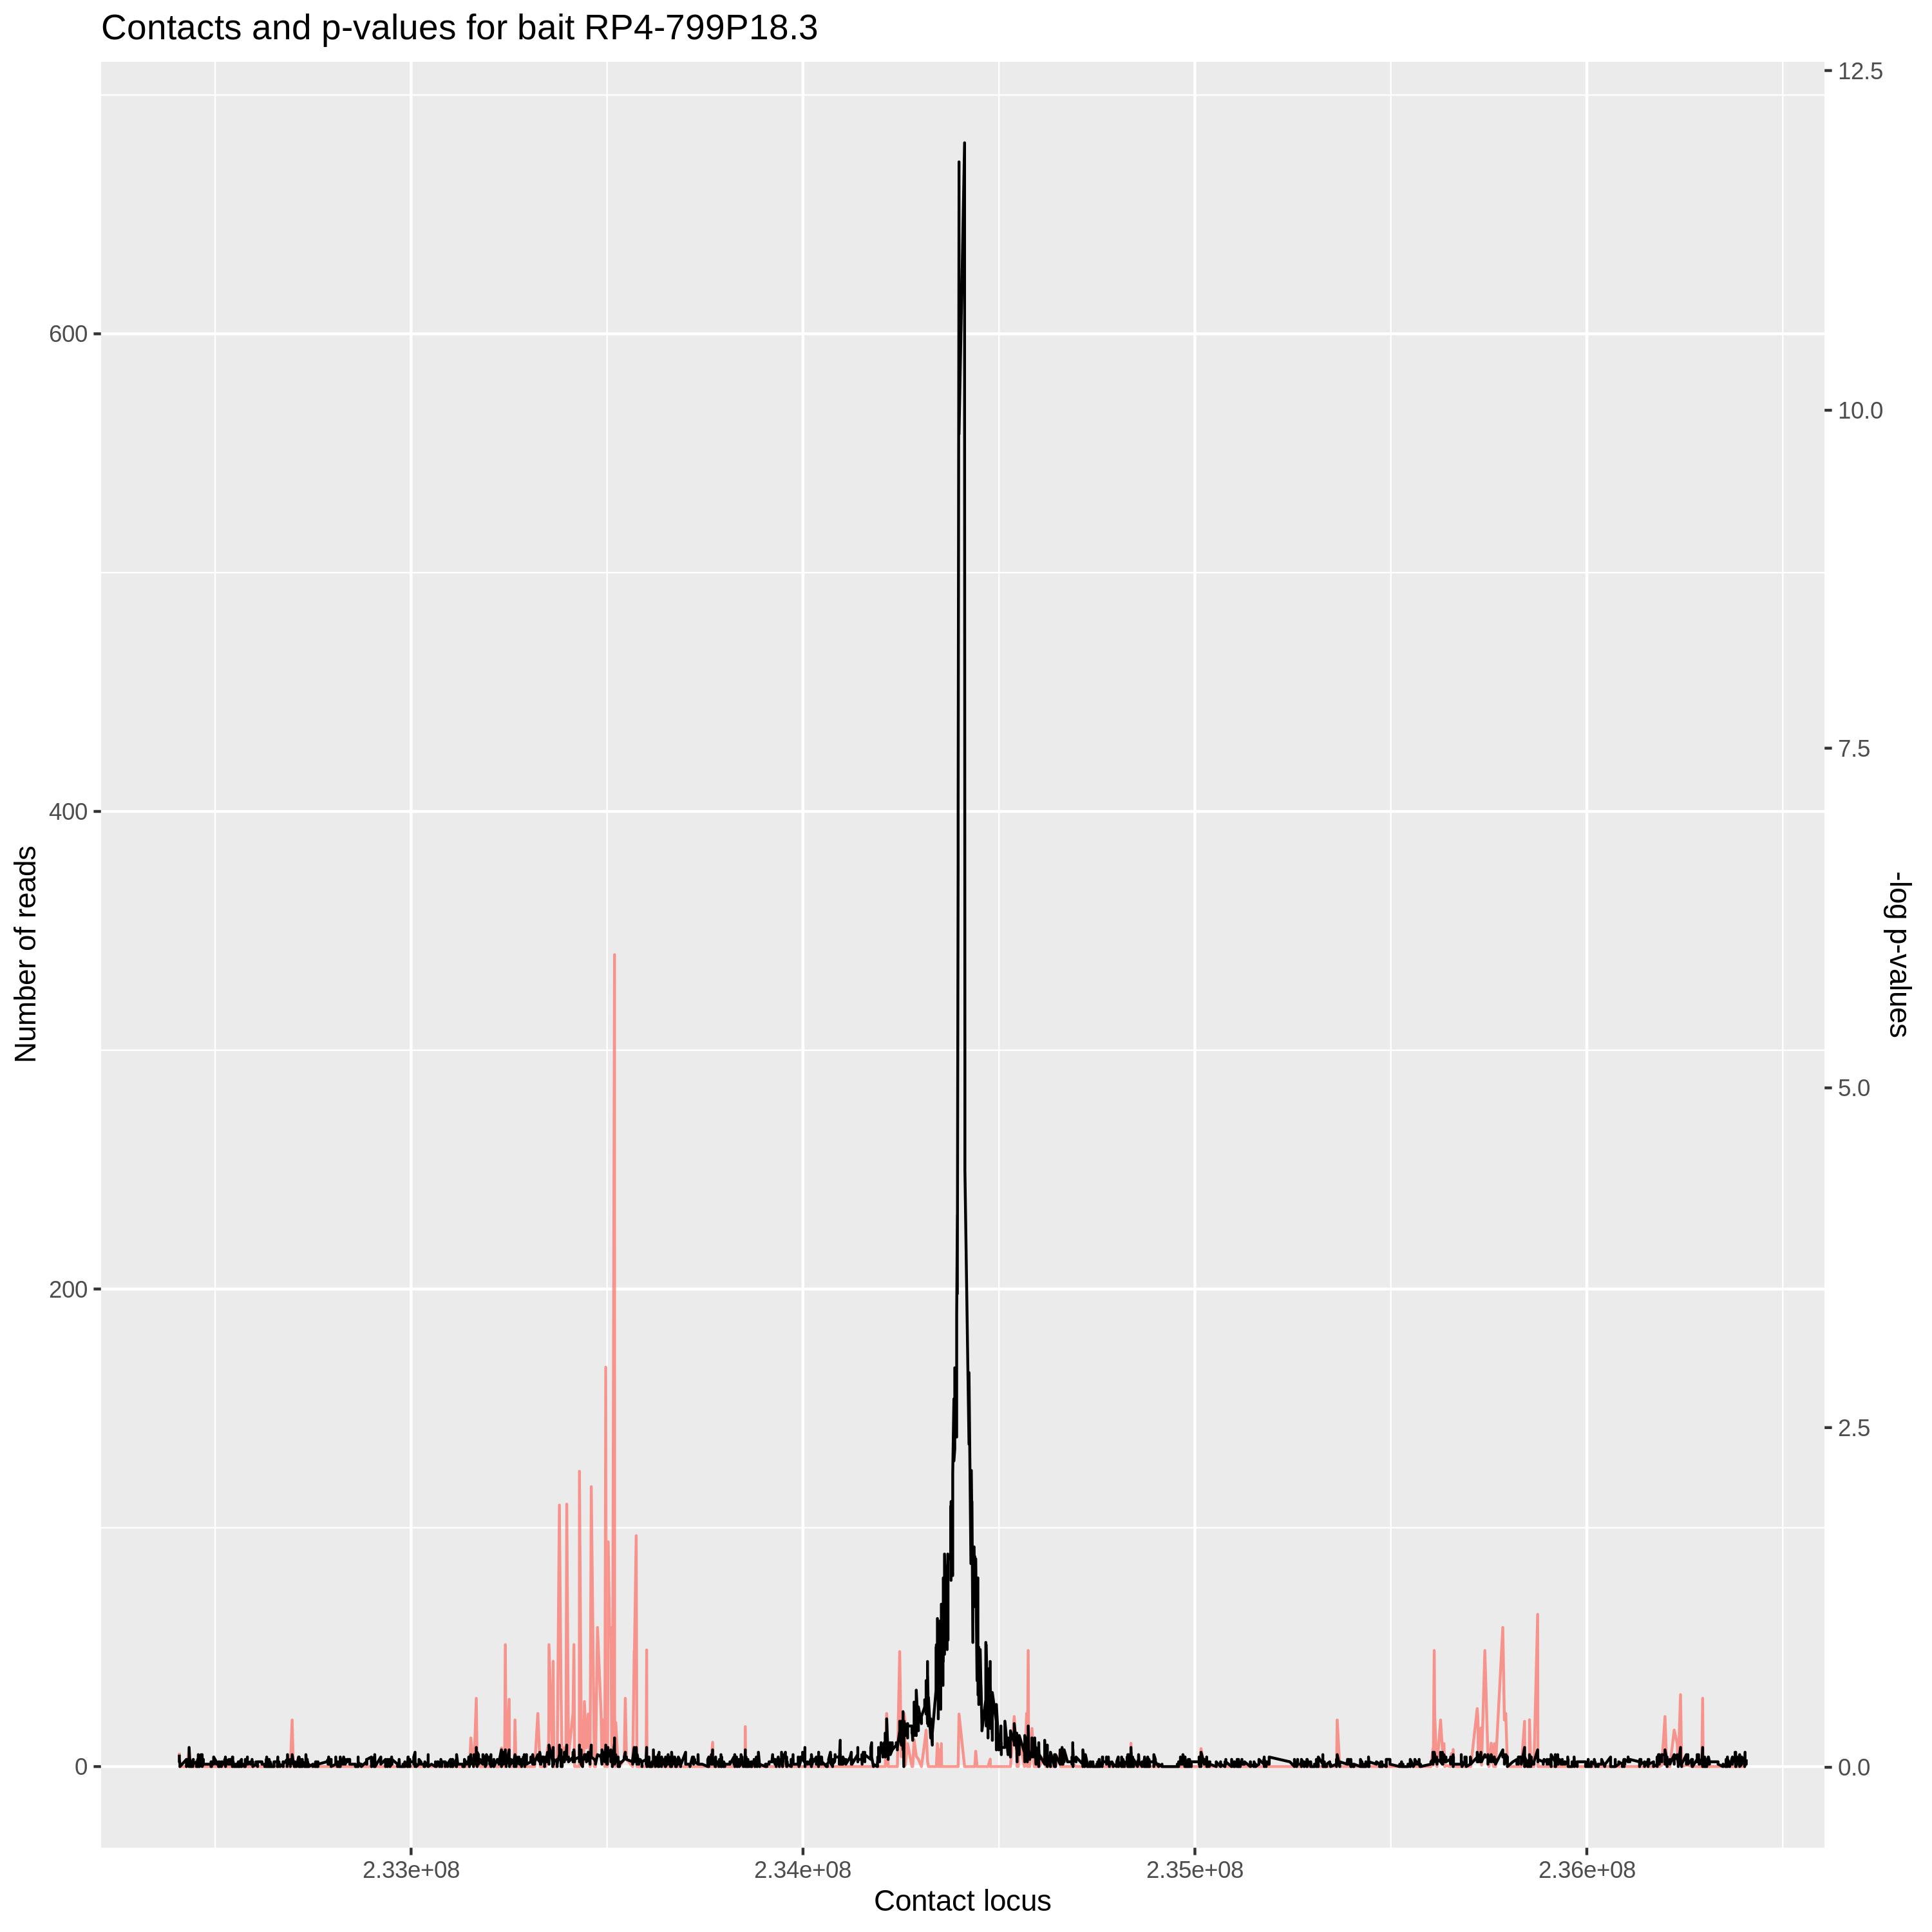 Contacts and p-values for bait RP4-799P18.3
Number of reads
600
400
200
0
12.5
10.0
7.5
5.0
2.5
0.0
-log p-values
2.33e+08
2.34e+08
2.35e+08
2.36e+08
Contact locus